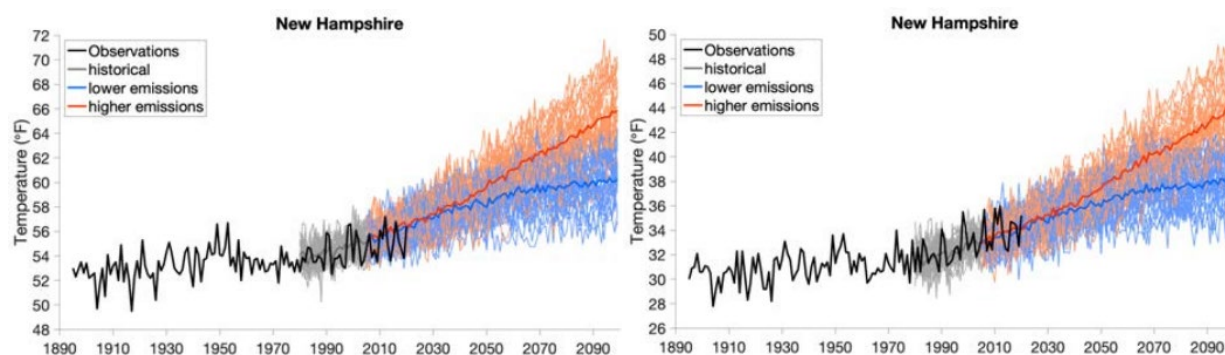 New Hampshire
72
70
68
66
64
62
60
58
56
54
52
50
48
Temperature (°F)
Observations
historical
lower emissions
higher emissions
1890 1910 1930 1950 1970 1990 2010 2030 2050 2070 2090
New Hampshire
50
48
46
44
42
40
38
36
34
32
30
28
26
Temperature (°F)
Observations
historical
lower emissions
higher emissions
1890 1910 1930 1950 1970 1990 2010 2030 2050 2070 2090